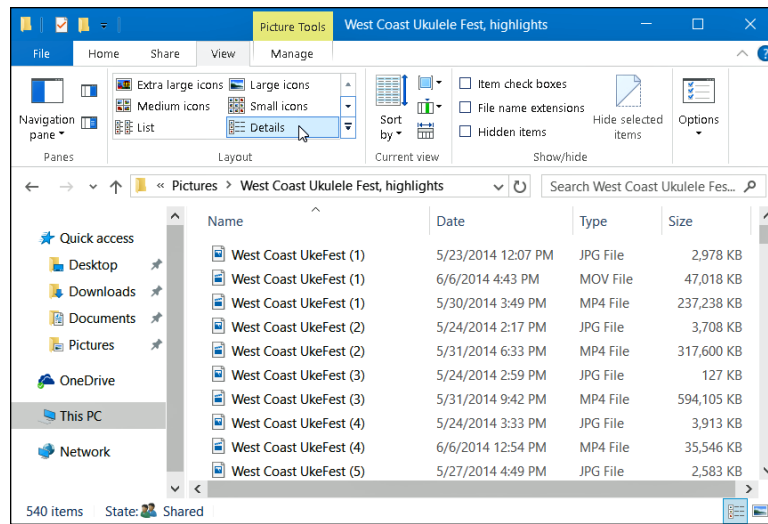 Picture Tools West Coast Ukulele Fest, highlights
File Home Share View Manage ?
Extra large icons Large icons
Medium icons Small icons
List Details
Navigation pane
Sort by
Item check boxes
File name extensions
Hidden items
Hide selected items
Options
Panes Layout Current view Show/hide
« Pictures > West Coast Ukulele Fest, highlights Search West Coast Ukulele Fes...
Quick access
Desktop
Downloads
Documents
Pictures
OneDrive
This PC
Network
Name Date Type Size
West Coast UkeFest (1) 5/23/2014 12:07 PM JPG File 2,978 KB
West Coast UkeFest (1) 6/6/2014 4:43 PM MOV File 47,018 KB
West Coast UkeFest (1) 5/30/2014 3:49 PM MP4 File 237,238 KB
West Coast UkeFest (2) 5/24/2014 2:17 PM JPG File 3,708 KB
West Coast UkeFest (2) 5/31/2014 6:33 PM MP4 File 317,600 KB
West Coast UkeFest (3) 5/24/2014 2:59 PM JPG File 127 KB
West Coast UkeFest (3) 5/31/2014 9:42 PM MP4 File 594,105 KB
West Coast UkeFest (4) 5/24/2014 3:33 PM JPG File 3,913 KB
West Coast UkeFest (4) 6/6/2014 12:54 PM MP4 File 35,546 KB
West Coast UkeFest (5) 5/27/2014 4:49 PM JPG File 2,583 KB
540 items State: Shared